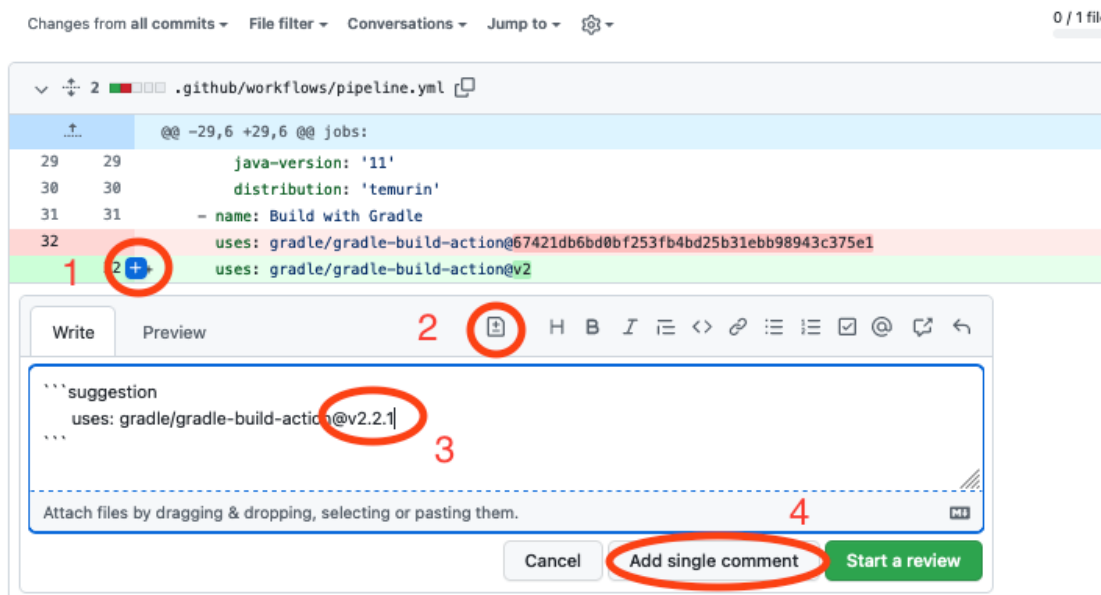 Changes from all commits File filter Conversations Jump to 0 / 1 fil
2 .github/workflows/pipeline.yml
@@ -29,6 +29,6 @@ jobs:
29 29 java-version: '11'
30 30 distribution: 'temurin'
31 31 - name: Build with Gradle
32 uses: gradle/gradle-build-action@67421db6bd0bf253fb4bd25b31ebb98943c375e1
1 2 + uses: gradle/gradle-build-action@v2
Write Preview 2 H B I
```suggestion
uses: gradle/gradle-build-action@v2.2.1
```
3
Attach files by dragging & dropping, selecting or pasting them.
4
Cancel Add single comment Start a review